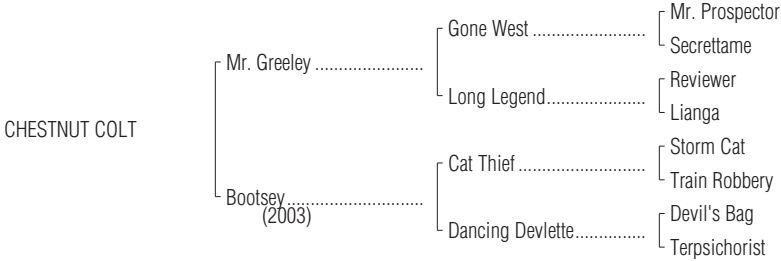 Mr. Prospector
Gone West ........................
Secrettame
Mr. Greeley .......................
Reviewer
Long Legend.....................
Lianga
CHESTNUT COLT
Storm Cat
Cat Thief ...........................
Train Robbery
Bootsey.............................
(2003)
Devil's Bag
Dancing Devlette...............
Terpsichorist